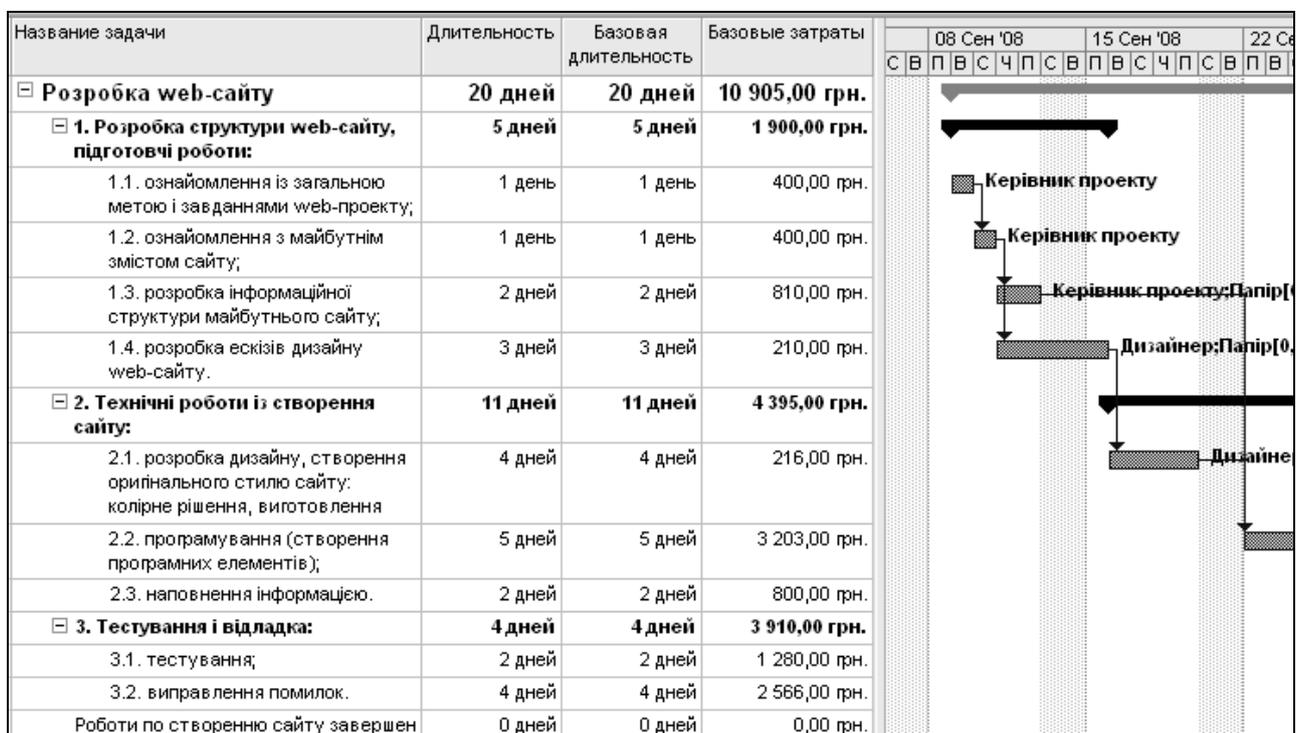 Название задачи Длительность Базовая длительность Базовые затраты
08 Сен '08 15 Сен '08 22
С В П В С Ч П С В П В С Ч П С В П В
Розробка web-сайту 20 дней 20 дней 10 905,00 грн.
1. Розробка структури web-сайту, 5 дней 5 дней 1 900,00 грн.
підготовчі роботи:
1.1. ознайомлення із загальною 1 день 1 день 400,00 грн. Керівник проекту
метою і завданнями web-проекту;
1.2. ознайомлення з майбутнім 1 день 1 день 400,00 грн. Керівник проекту
змістом сайту;
1.3. розробка інформаційної 2 дней 2 дней 810,00 грн. Керівник проекту;Папір[
структури майбутнього сайту;
1.4. розробка ескізів дизайну 3 дней 3 дней 210,00 грн. Дизайнер;Папір[0,
web-сайту.
2. Технічні роботи із створення 11 дней 11 дней 4 395,00 грн.
сайту:
2.1. розробка дизайну, створення 4 дней 4 дней 216,00 грн. Дизайне
оригінального стилю сайту:
колірне рішення, виготовлення
2.2. програмування (створення 5 дней 5 дней 3 203,00 грн.
програмних елементів);
2.3. наповнення інформацією. 2 дней 2 дней 800,00 грн.
3. Тестування і відладка: 4 дней 4 дней 3 910,00 грн.
3.1. тестування; 2 дней 2 дней 1 280,00 грн.
3.2. виправлення помилок. 4 дней 4 дней 2 566,00 грн.
Роботи по створенню сайту завершен 0 дней 0 дней 0,00 грн.